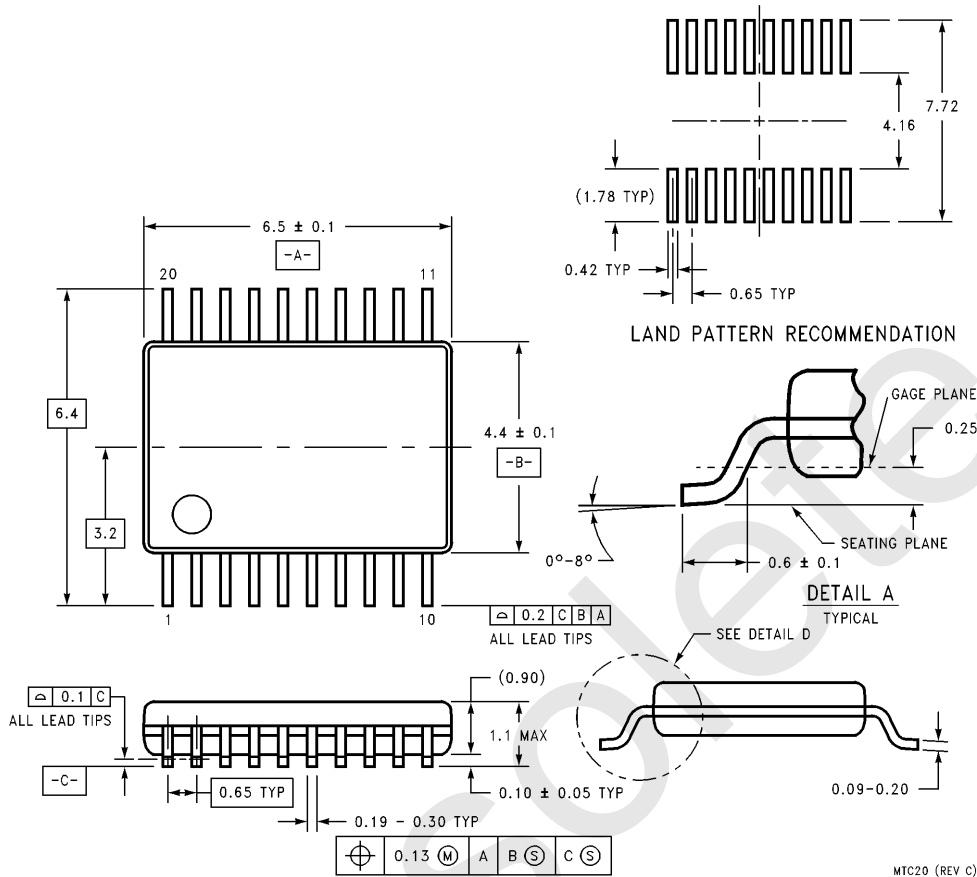 7.72
4.16
(1.78 TYP)
0.42 TYP
0.65 TYP
LAND PATTERN RECOMMENDATION
6.5 ± 0.1
-A-
20
11
6.4
4.4 ± 0.1
-B-
3.2
1
10
⌓ 0.2 C B A
ALL LEAD TIPS
GAGE PLANE
0.25
SEATING PLANE
0°-8°
0.6 ± 0.1
DETAIL A
TYPICAL
SEE DETAIL D
⌓ 0.1 C
ALL LEAD TIPS
(0.90)
1.1 MAX
-C-
0.65 TYP
0.10 ± 0.05 TYP
0.09-0.20
0.19 - 0.30 TYP
⌖ 0.13 Ⓜ A B Ⓢ C Ⓢ
MTC20 (REV C)
solete